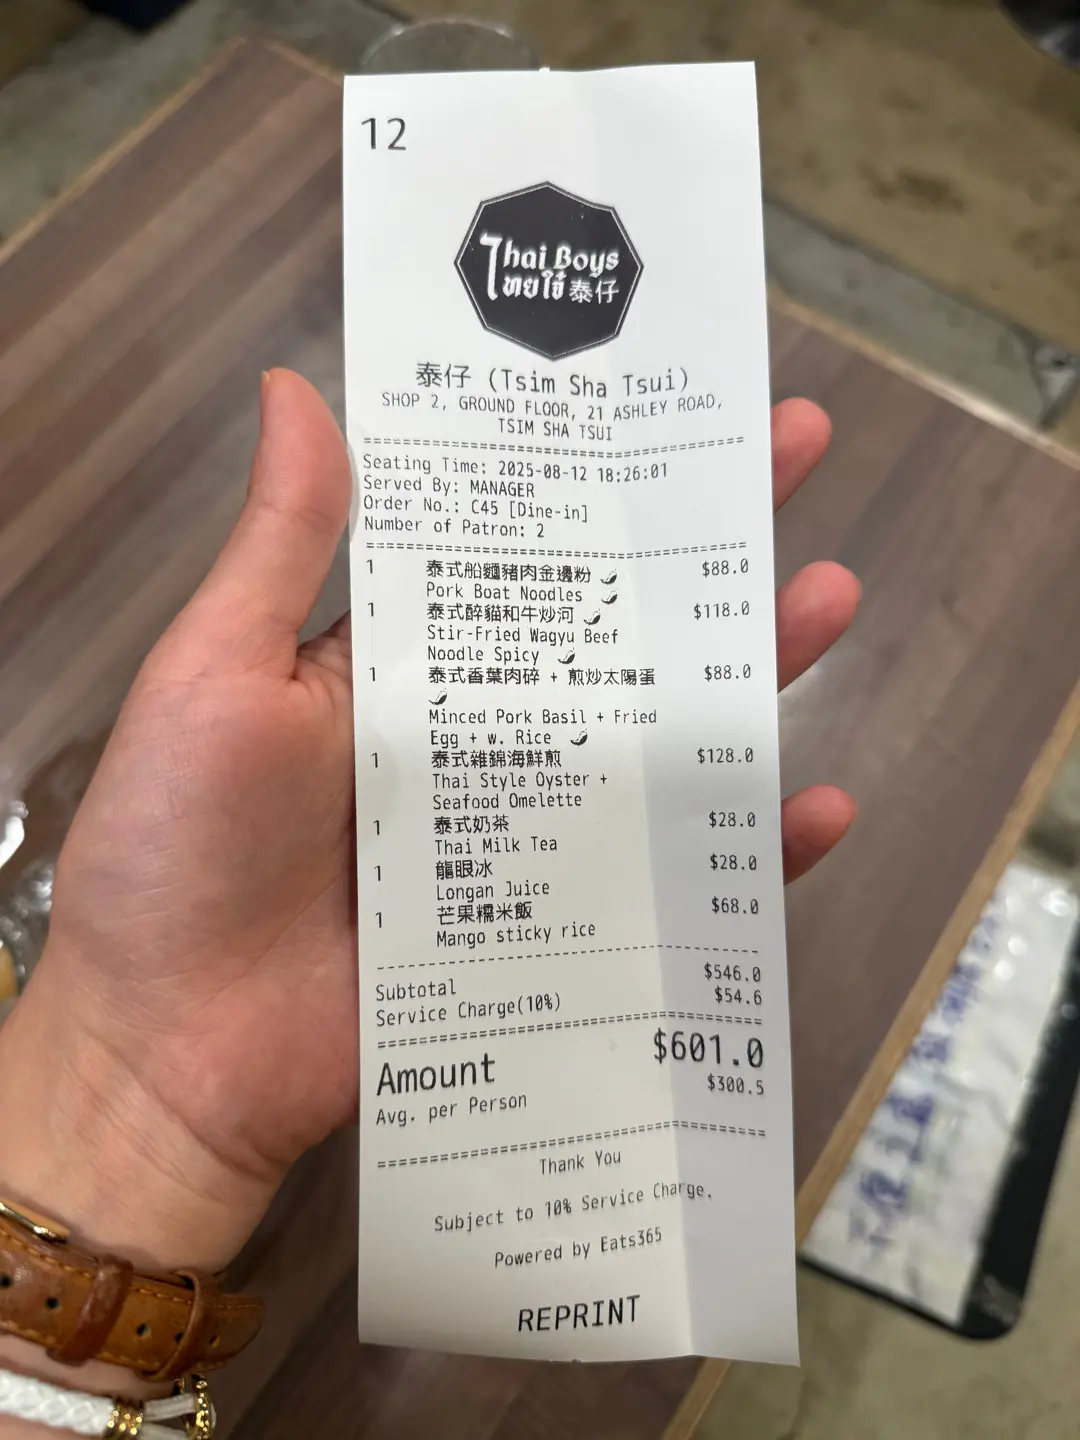 12
Thai Boys
ไทยใจ๋ 泰仔
泰仔 (Tsim Sha Tsui)
SHOP 2, GROUND FLOOR, 21 ASHLEY ROAD,
TSIM SHA TSUI
Seating Time: 2025-08-12 18:26:01
Served By: MANAGER
Order No.: C45 [Dine-in]
Number of Patron: 2
1 泰式船麵豬肉金邊粉 🌶 $88.0
Pork Boat Noodles 🌶
1 泰式醉貓和牛炒河 🌶 $118.0
Stir-Fried Wagyu Beef
Noodle Spicy 🌶
1 泰式香葉肉碎 + 煎炒太陽蛋 $88.0
🌶
Minced Pork Basil + Fried
Egg + w. Rice 🌶
1 泰式雜錦海鮮煎 $128.0
Thai Style Oyster +
Seafood Omelette
1 泰式奶茶 $28.0
Thai Milk Tea
1 龍眼冰 $28.0
Longan Juice
1 芒果糯米飯 $68.0
Mango sticky rice
Subtotal $546.0
Service Charge(10%) $54.6
Amount $601.0
Avg. per Person $300.5
Thank You
Subject to 10% Service Charge.
Powered by Eats365
REPRINT